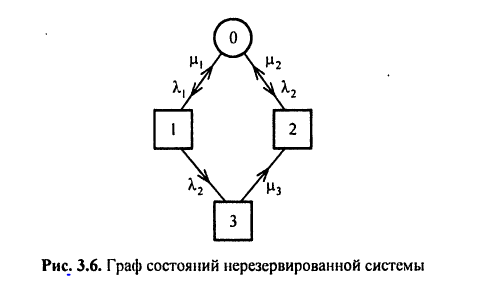 0
μ₁ μ₂
λ₁ λ₂
1 2
λ₂ μ₃
3
Рис. 3.6. Граф состояний нерезервированной системы